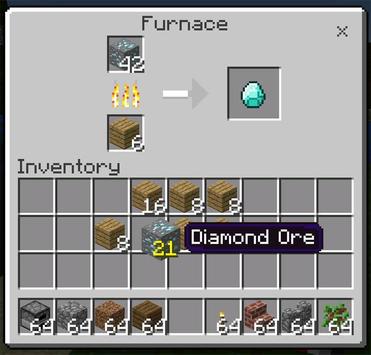 Furnace
x
42
6
Inventory
16 8 8
8 21 Diamond Ore
64 64 64 64 64 64 64 64